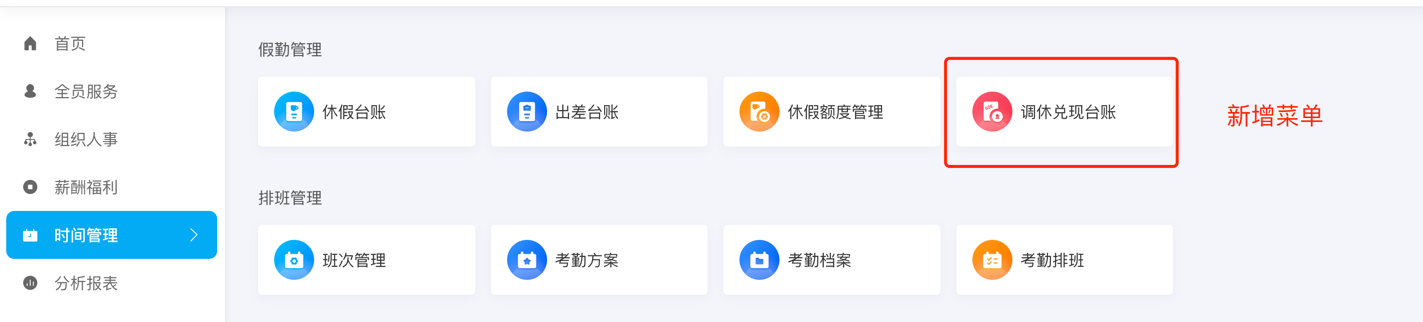 首页
全员服务
组织人事
薪酬福利
时间管理
分析报表
假勤管理
休假台账
出差台账
休假额度管理
调休兑现台账
新增菜单
排班管理
班次管理
考勤方案
考勤档案
考勤排班